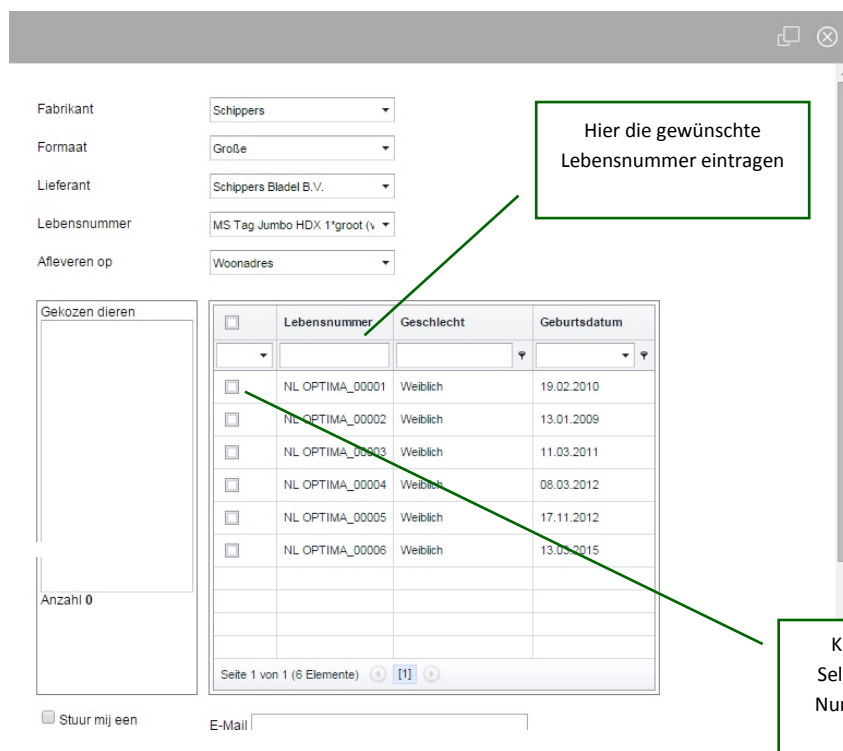 Fabrikant Schippers
Formaat Große
Lieferant Schippers Bladel B.V.
Lebensnummer MS Tag Jumbo HDX 1*groot (v
Afleveren op Woonadres
Hier die gewünschte
Lebensnummer eintragen
Gekozen dieren
Anzahl 0
Lebensnummer Geschlecht Geburtsdatum
NL OPTIMA_00001 Weiblich 19.02.2010
NL OPTIMA_00002 Weiblich 13.01.2009
NL OPTIMA_00003 Weiblich 11.03.2011
NL OPTIMA_00004 Weiblich 08.03.2012
NL OPTIMA_00005 Weiblich 17.11.2012
NL OPTIMA_00006 Weiblich 13.03.2015
Seite 1 von 1 (6 Elemente) [1]
Stuur mij een
E-Mail